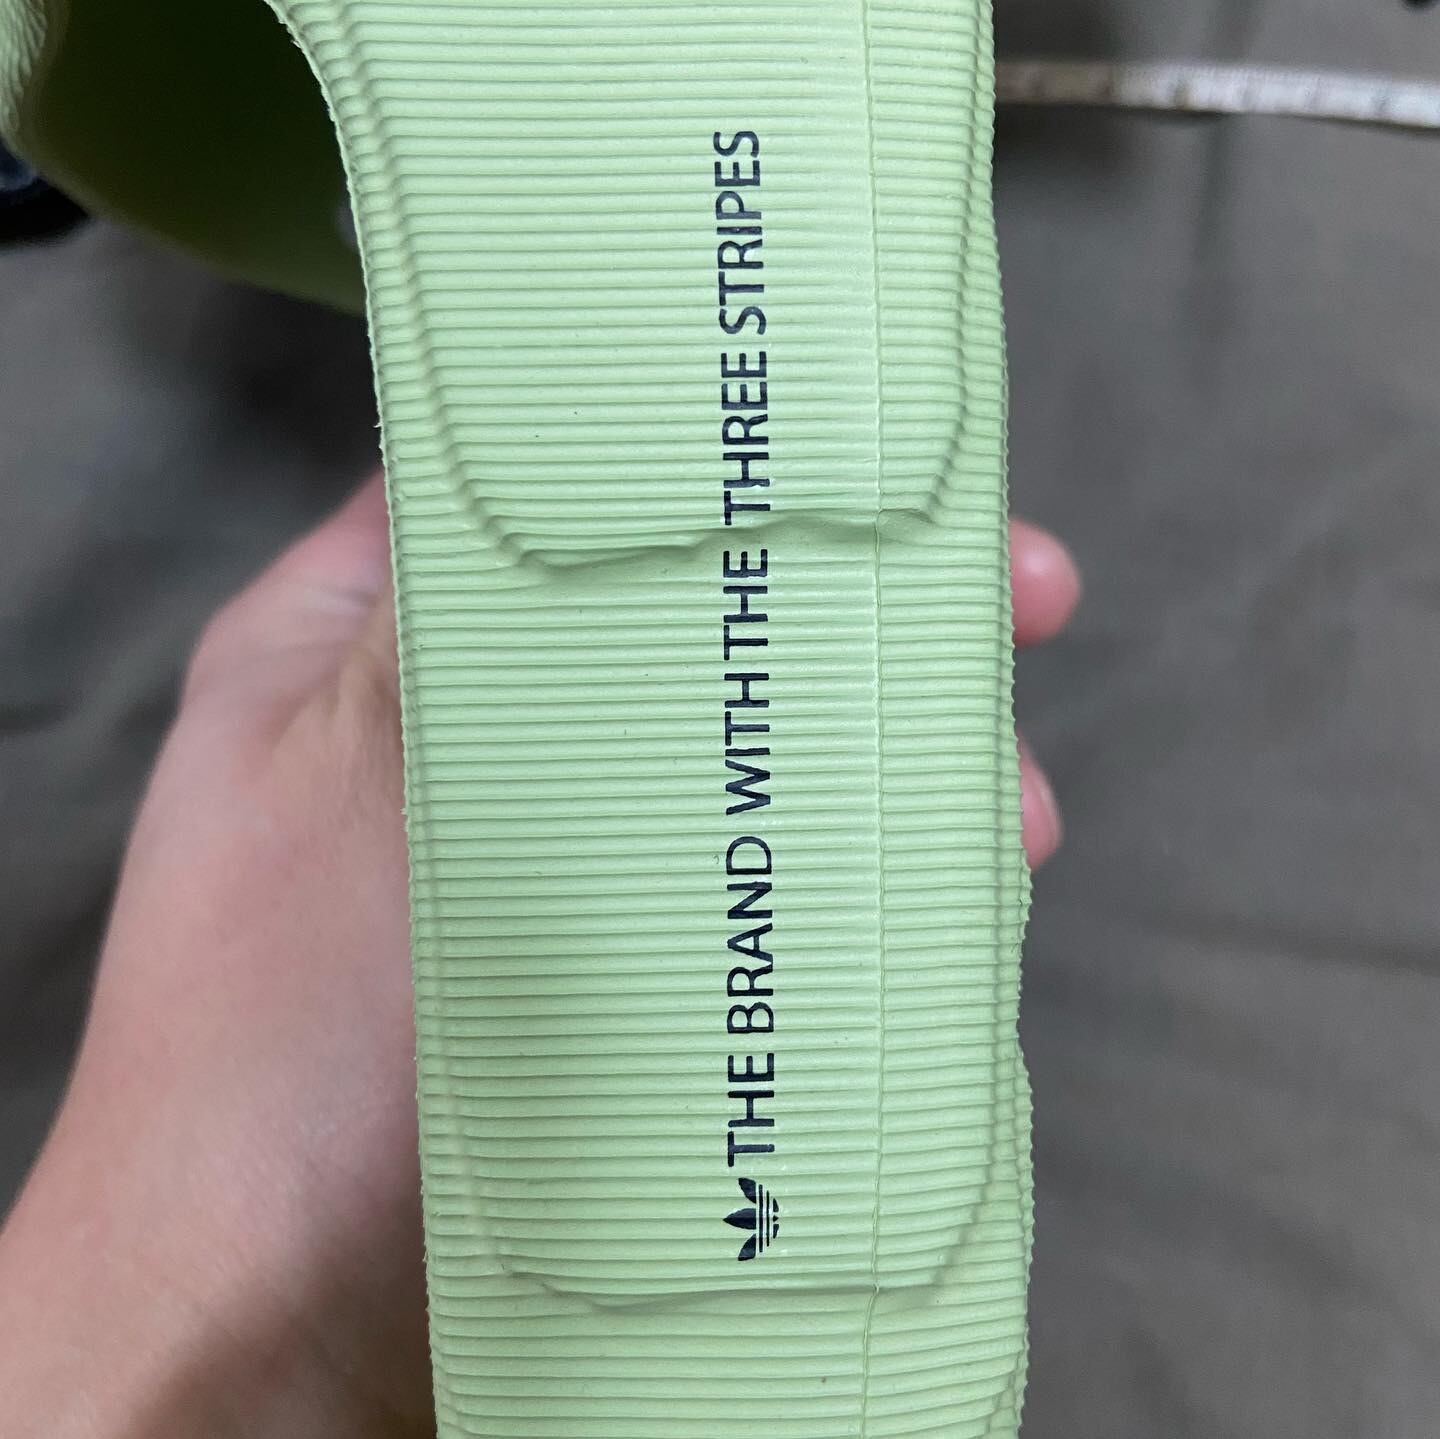 THE BRAND WITH THE THREE STRIPES